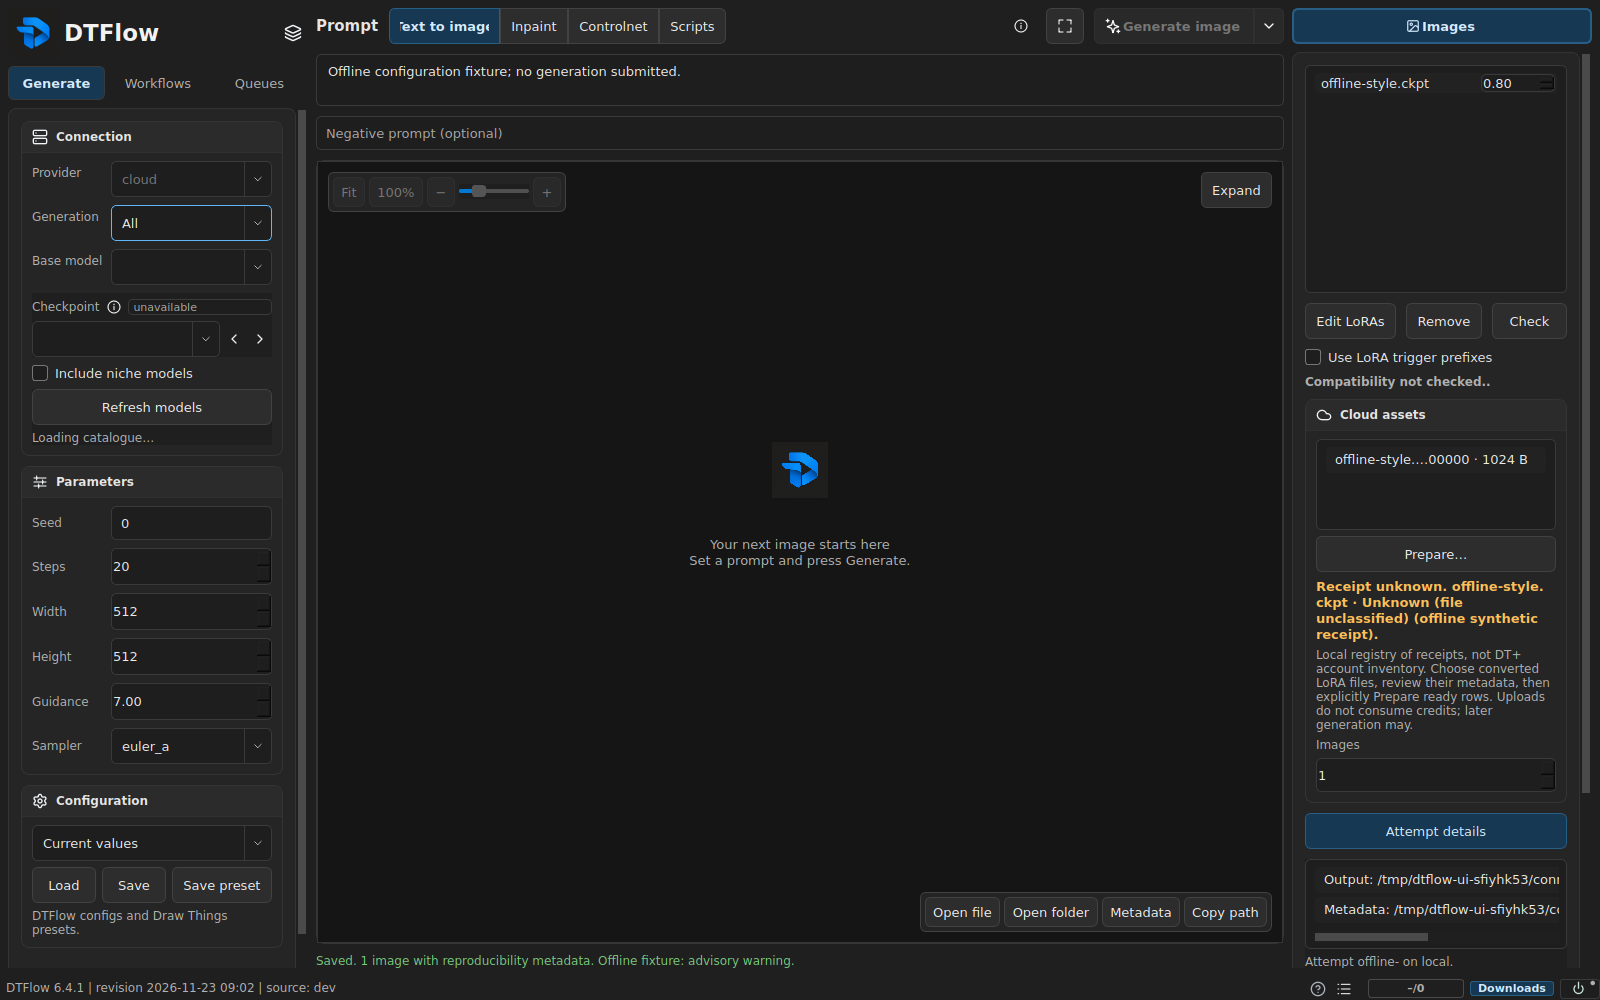 DTFlow
Prompt
Text to image
Inpaint
Controlnet
Scripts
Generate image
Images
Generate
Workflows
Queues
Offline configuration fixture; no generation submitted.
Negative prompt (optional)
Connection
Provider
cloud
Generation
All
Base model
Checkpoint
unavailable
Include niche models
Refresh models
Loading catalogue...
Parameters
Seed
0
Steps
20
Width
512
Height
512
Guidance
7.00
Sampler
euler_a
Configuration
Current values
Load
Save
Save preset
DTFlow configs and Draw Things
presets.
Fit
100%
−
+
Expand
Your next image starts here
Set a prompt and press Generate.
Open file
Open folder
Metadata
Copy path
Saved. 1 image with reproducibility metadata. Offline fixture: advisory warning.
offline-style.ckpt
0.80
Edit LoRAs
Remove
Check
Use LoRA trigger prefixes
Compatibility not checked..
Cloud assets
offline-style....00000 · 1024 B
Prepare...
Receipt unknown. offline-style.
ckpt · Unknown (file
unclassified) (offline synthetic
receipt).
Local registry of receipts, not DT+
account inventory. Choose converted
LoRA files, review their metadata, then
explicitly Prepare ready rows. Uploads
do not consume credits; later
generation may.
Images
1
Attempt details
Output: /tmp/dtflow-ui-sfiyhk53/conn
Metadata: /tmp/dtflow-ui-sfiyhk53/co
Attempt offline- on local.
DTFlow 6.4.1 | revision 2026-11-23 09:02 | source: dev
-/0
Downloads